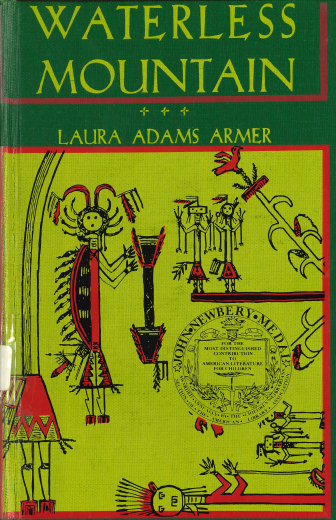 WATERLESS
MOUNTAIN
LAURA ADAMS ARMER
JOHN NEWBERY MEDAL
FOR THE
MOST DISTINGUISHED
CONTRIBUTION
TO
AMERICAN LITERATURE
FOR CHILDREN